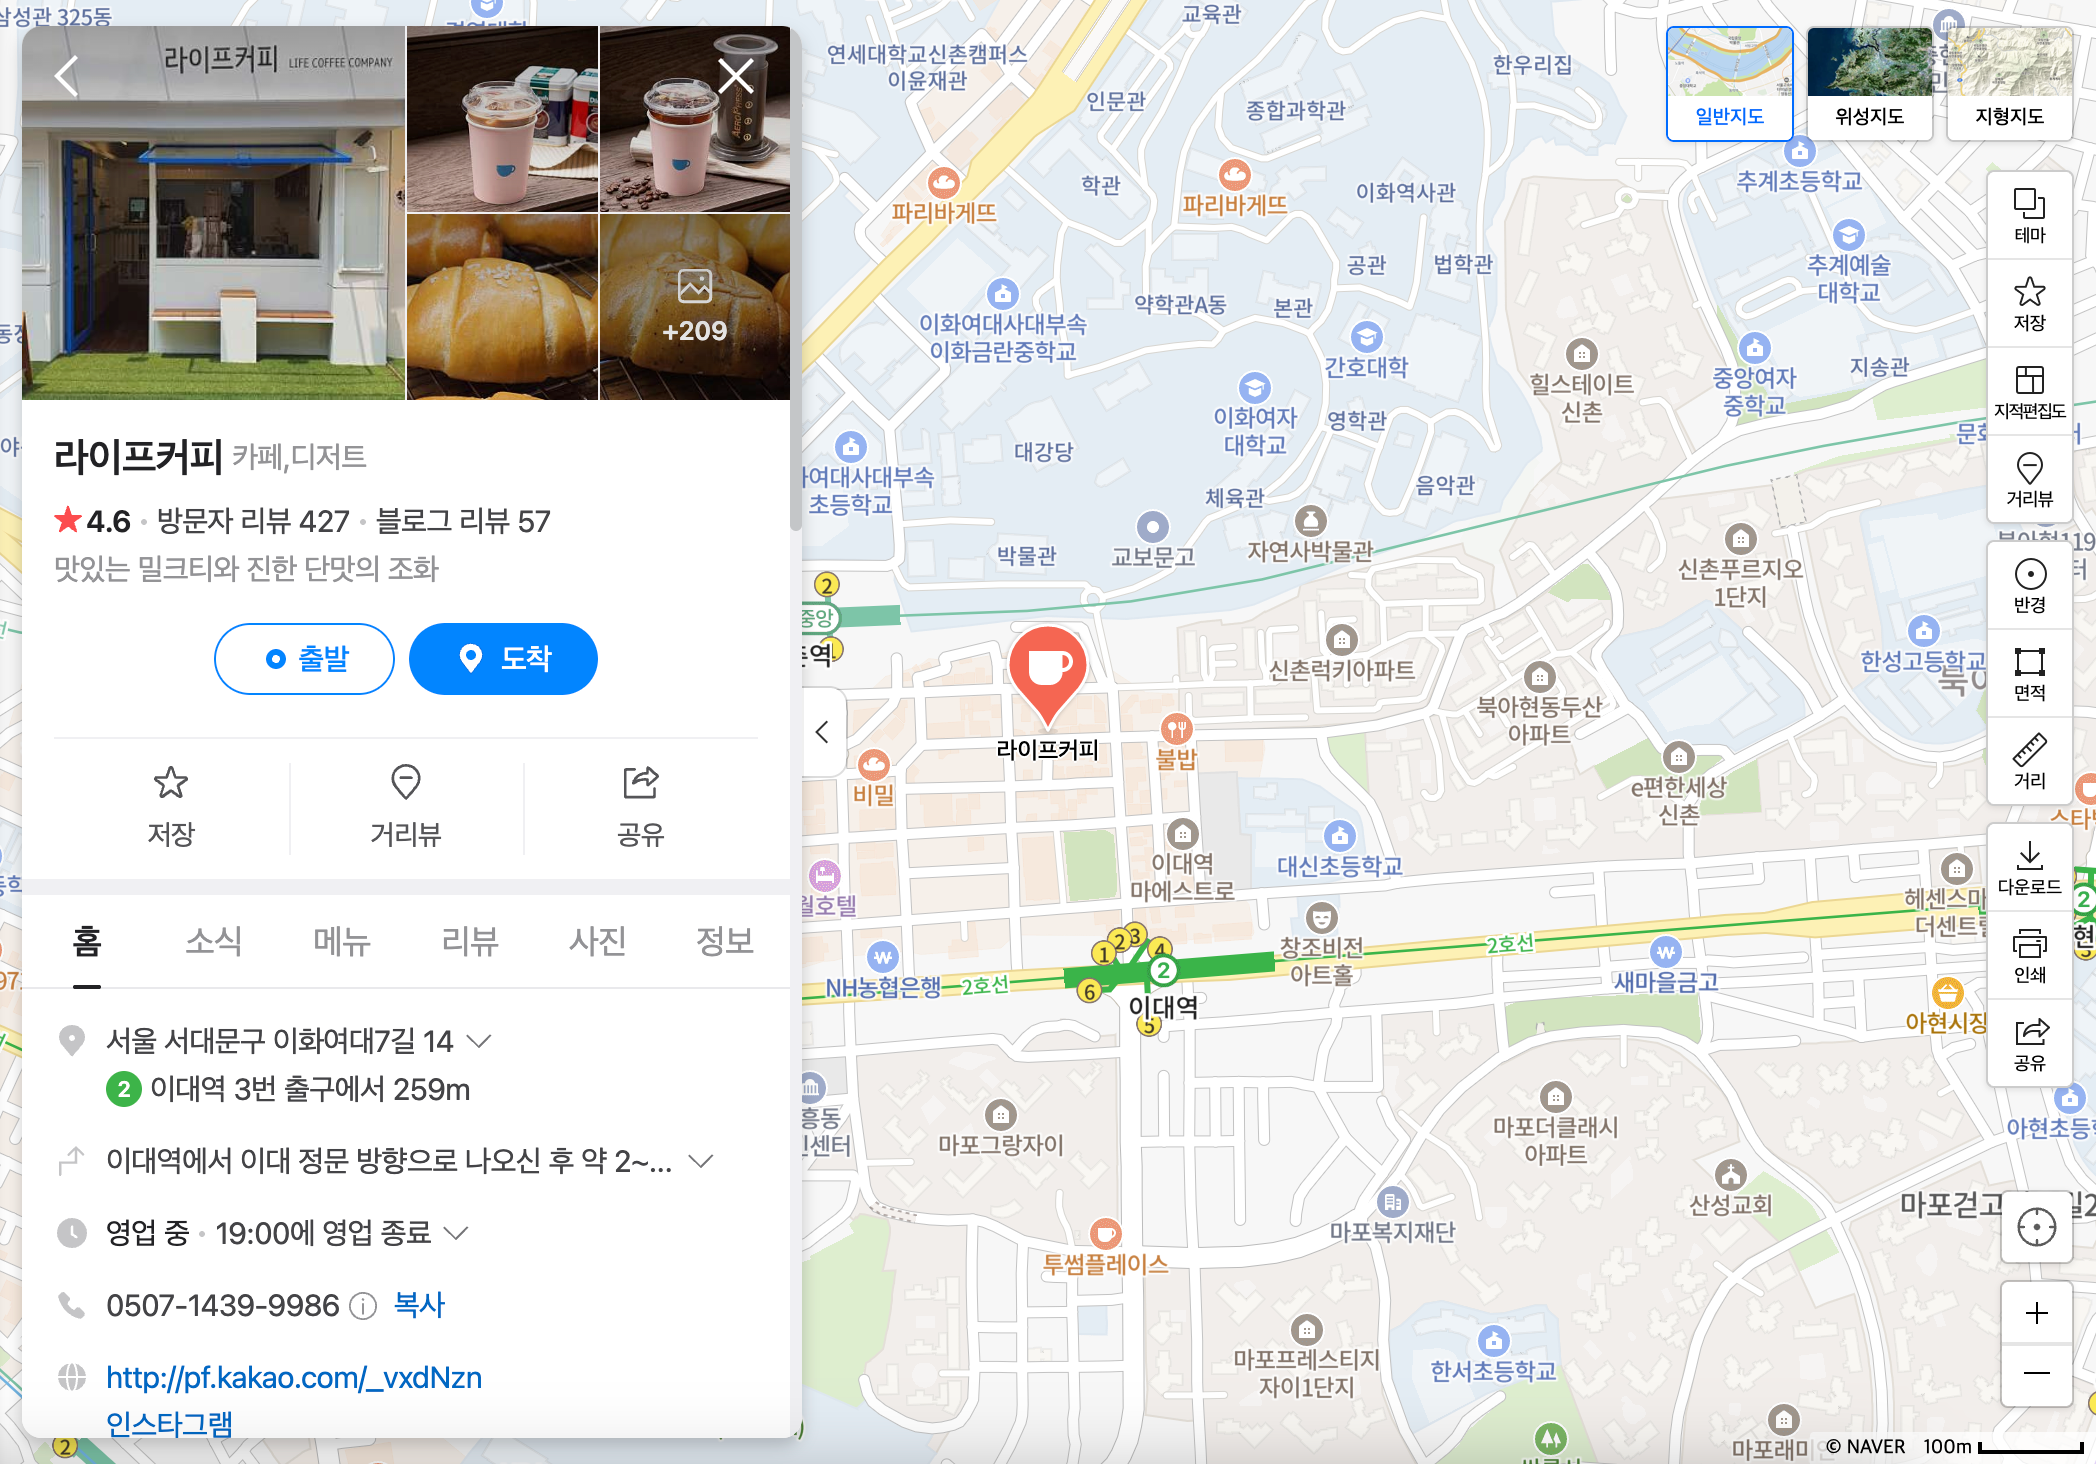 라이프커피 LIFE COFFEE COMPANY
+209
라이프커피 카페,디저트
4.6 · 방문자 리뷰 427 · 블로그 리뷰 57
맛있는 밀크티와 진한 단맛의 조화
출발
도착
저장
거리뷰
공유
홈
소식
메뉴
리뷰
사진
정보
서울 서대문구 이화여대7길 14
2 이대역 3번 출구에서 259m
이대역에서 이대 정문 방향으로 나오신 후 약 2~...
영업 중 · 19:00에 영업 종료
0507-1439-9986 복사
http://pf.kakao.com/_vxdNzn
인스타그램
삼성관 325동
교육관
연세대학교신촌캠퍼스
이윤재관
인문관
종합과학관
한우리집
파리바게뜨
학관
파리바게뜨
이화역사관
공관
법학관
약학관A동
본관
이화여대사대부속
이화금란중학교
간호대학
이화여자
대학교
영학관
대강당
체육관
음악관
여대사대부속
초등학교
박물관
교보문고
자연사박물관
추계초등학교
추계예술
대학교
중앙여자
중학교
지송관
힐스테이트
신촌
신촌푸르지오
1단지
한성고등학교
신촌럭키아파트
북아현동두산
아파트
e편한세상
신촌
2
중앙
라이프커피
불밥
비밀
이대역
마에스트로
대신초등학교
창조비전
아트홀
NH농협은행
2호선
1
2
3
4
2
6
이대역
5
2호선
새마을금고
헤센스마
더센트럴
아현시장
2
마포그랑자이
마포더클래시
아파트
산성교회
마포복지재단
투썸플레이스
마포프레스티지
자이1단지
한서초등학교
마포래미
마포걷고
아현초등학
2
일반지도
위성지도
지형지도
테마
저장
지적편집도
거리뷰
반경
면적
거리
다운로드
인쇄
공유
© NAVER 100m